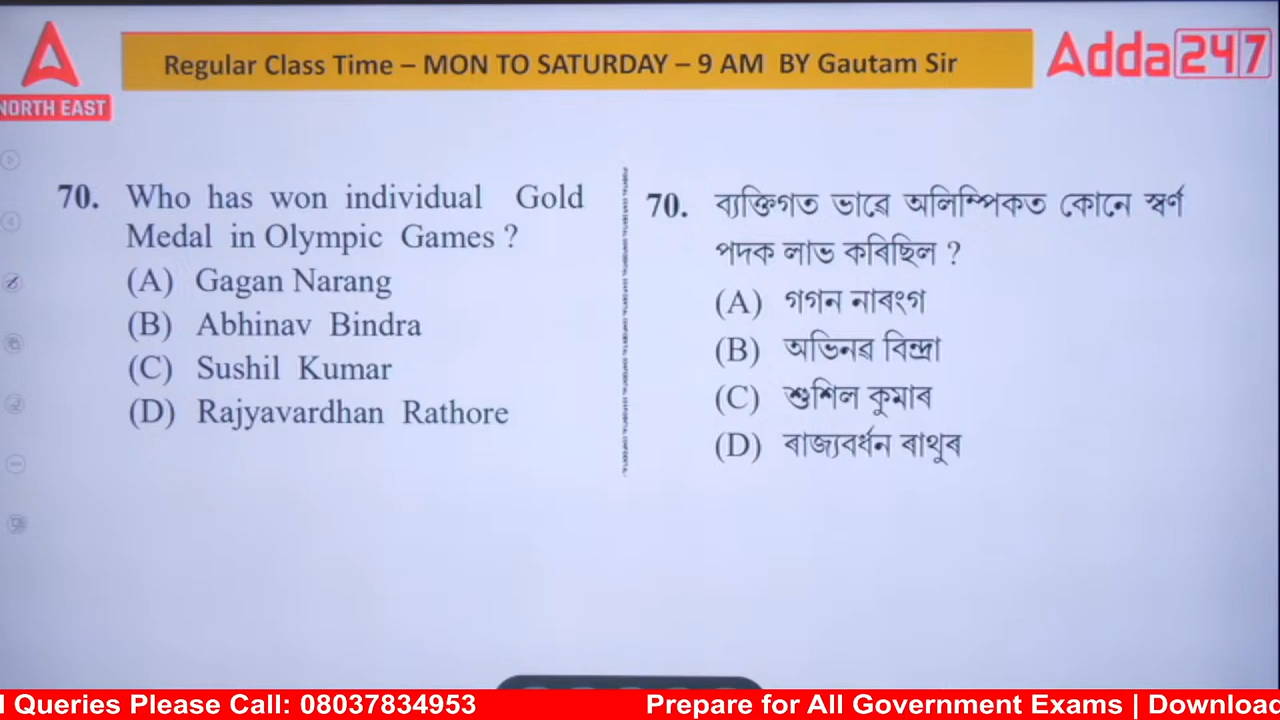 Regular Class Time – MON TO SATURDAY – 9 AM BY Gautam Sir
Adda247
NORTH EAST
70. Who has won individual Gold
Medal in Olympic Games ?
(A) Gagan Narang
(B) Abhinav Bindra
(C) Sushil Kumar
(D) Rajyavardhan Rathore
70. ব্যক্তিগত ভাৱে অলিম্পিকত কোনে স্বৰ্ণ
পদক লাভ কৰিছিল ?
(A) গগন নাৰংগ
(B) অভিনৱ বিন্দ্ৰা
(C) শুশিল কুমাৰ
(D) ৰাজ্যবৰ্ধন ৰাথুৰ
Queries Please Call: 08037834953
Prepare for All Government Exams | Download